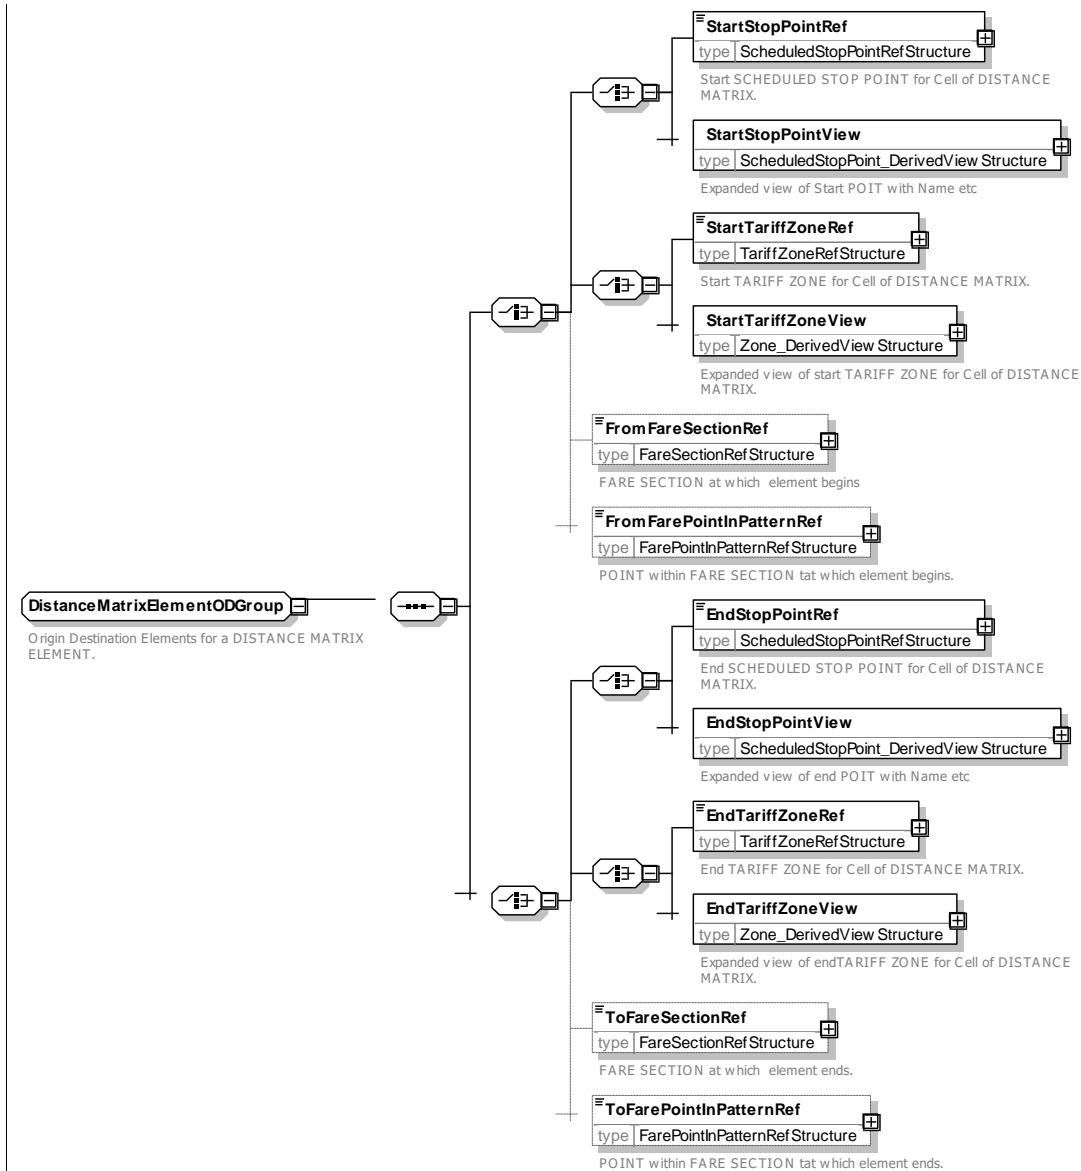 StartStopPointRef
type ScheduledStopPointRefStructure
Start SCHEDULED STOP POINT for Cell of DISTANCE
MATRIX.
StartStopPointView
type ScheduledStopPoint_DerivedViewStructure
Expanded view of Start POIT with Name etc
StartTariffZoneRef
type TariffZoneRefStructure
Start TARIFF ZONE for Cell of DISTANCE MATRIX.
StartTariffZoneView
type Zone_DerivedViewStructure
Expanded view of start TARIFF ZONE for Cell of DISTANCE
MATRIX.
FromFareSectionRef
type FareSectionRefStructure
FARE SECTION at which element begins
FromFarePointInPatternRef
type FarePointInPatternRefStructure
POINT within FARE SECTION tat which element begins.
DistanceMatrixElementODGroup
Origin Destination Elements for a DISTANCE MATRIX
ELEMENT.
EndStopPointRef
type ScheduledStopPointRefStructure
End SCHEDULED STOP POINT for Cell of DISTANCE
MATRIX.
EndStopPointView
type ScheduledStopPoint_DerivedViewStructure
Expanded view of end POIT with Name etc
EndTariffZoneRef
type TariffZoneRefStructure
End TARIFF ZONE for Cell of DISTANCE MATRIX.
EndTariffZoneView
type Zone_DerivedViewStructure
Expanded view of endTARIFF ZONE for Cell of DISTANCE
MATRIX.
ToFareSectionRef
type FareSectionRefStructure
FARE SECTION at which element ends.
ToFarePointInPatternRef
type FarePointInPatternRefStructure
POINT within FARE SECTION tat which element ends.